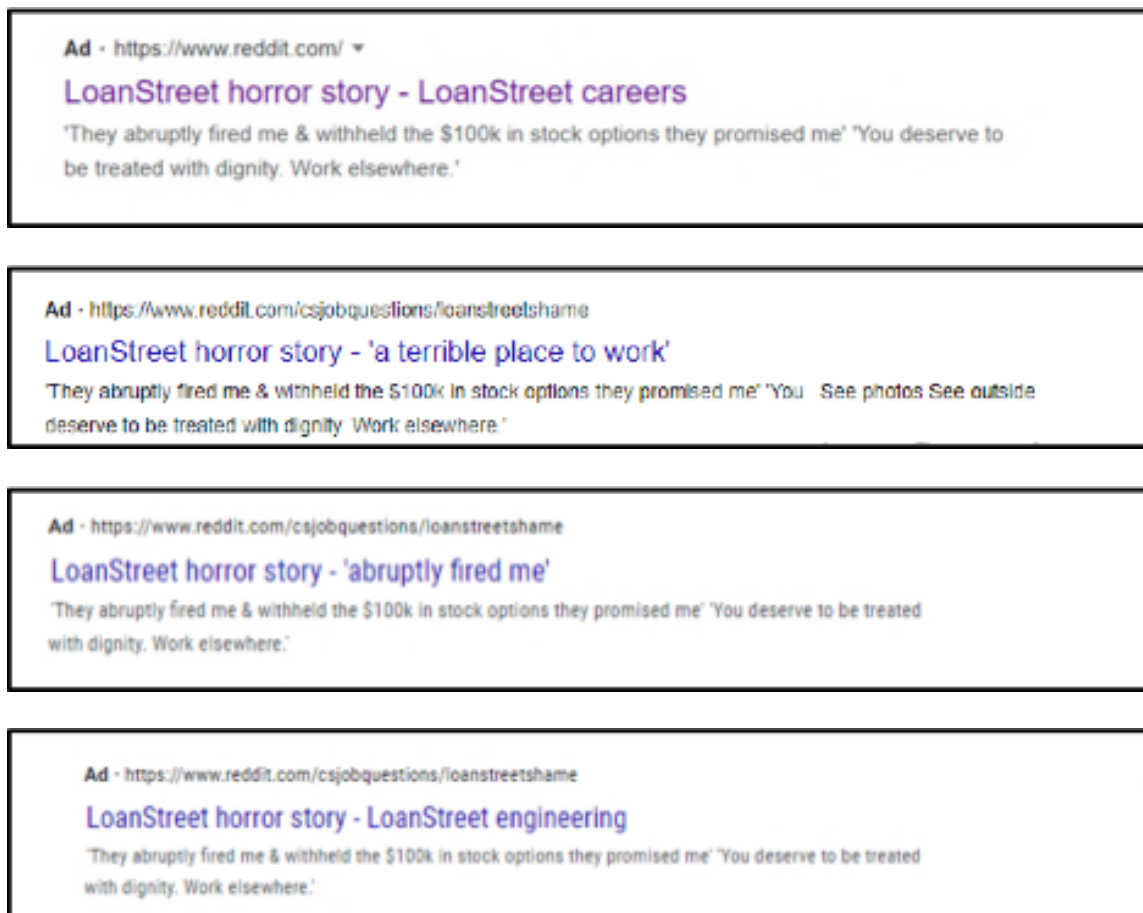 Ad · https://www.reddit.com/
LoanStreet horror story - LoanStreet careers
'They abruptly fired me & withheld the $100k in stock options they promised me' 'You deserve to
be treated with dignity. Work elsewhere.'
Ad · https://www.reddit.com/csjobquestions/loanstreetshame
LoanStreet horror story - 'a terrible place to work'
'They abruptly fired me & withheld the $100k in stock options they promised me' 'You See photos See outside
deserve to be treated with dignity. Work elsewhere.'
Ad · https://www.reddit.com/csjobquestions/loanstreetshame
LoanStreet horror story - 'abruptly fired me'
'They abruptly fired me & withheld the $100k in stock options they promised me' 'You deserve to be treated
with dignity. Work elsewhere.'
Ad · https://www.reddit.com/csjobquestions/loanstreetshame
LoanStreet horror story - LoanStreet engineering
'They abruptly fired me & withheld the $100k in stock options they promised me' 'You deserve to be treated
with dignity. Work elsewhere.'